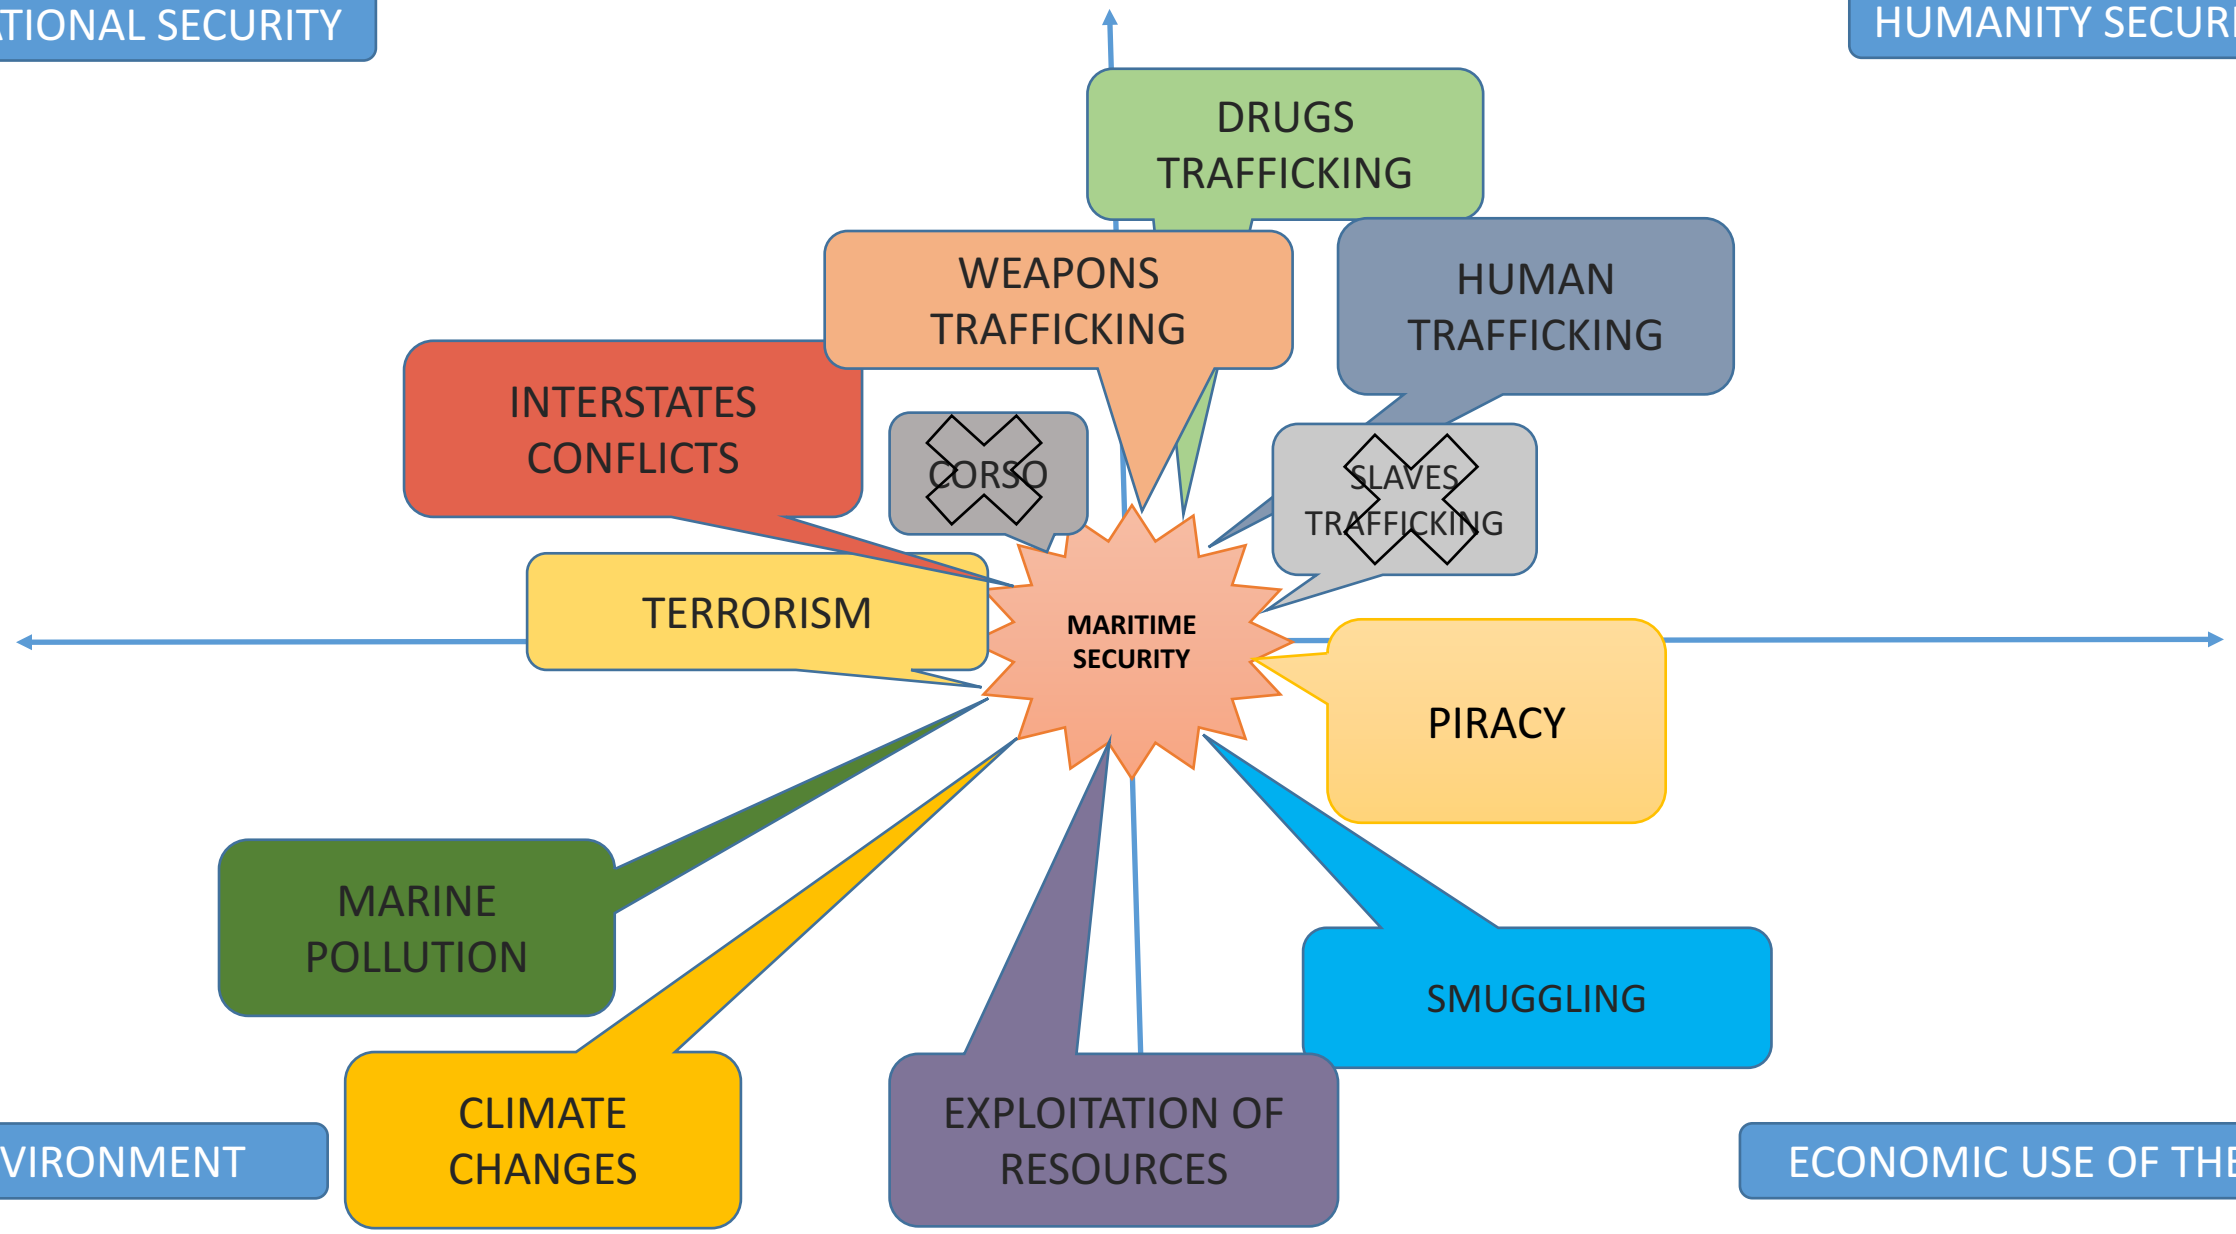 ATIONAL SECURITY
HUMANITY SECURI
DRUGS
TRAFFICKING
WEAPONS
TRAFFICKING
HUMAN
TRAFFICKING
INTERSTATES
CONFLICTS
CORSO
SLAVES
TRAFFICKING
TERRORISM
MARITIME
SECURITY
PIRACY
MARINE
POLLUTION
SMUGGLING
CLIMATE
CHANGES
EXPLOITATION OF
RESOURCES
VIRONMENT
ECONOMIC USE OF THE